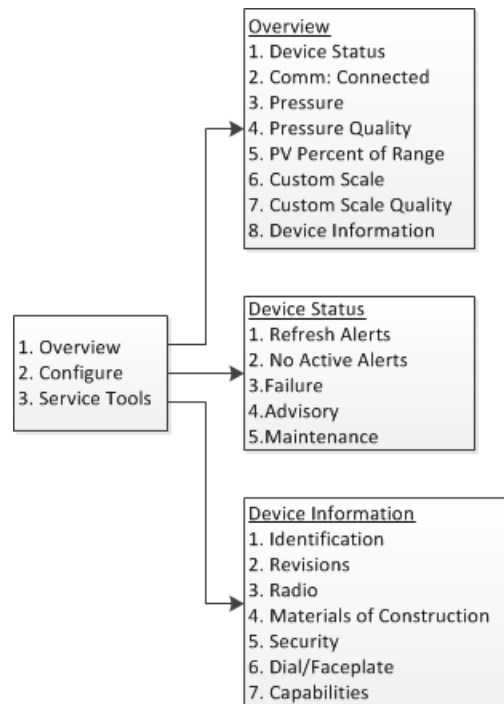 Overview
1. Device Status
2. Comm: Connected
3. Pressure
4. Pressure Quality
5. PV Percent of Range
6. Custom Scale
7. Custom Scale Quality
8. Device Information
1. Overview
2. Configure
3. Service Tools
Device Status
1. Refresh Alerts
2. No Active Alerts
3.Failure
4.Advisory
5.Maintenance
Device Information
1. Identification
2. Revisions
3. Radio
4. Materials of Construction
5. Security
6. Dial/Faceplate
7. Capabilities